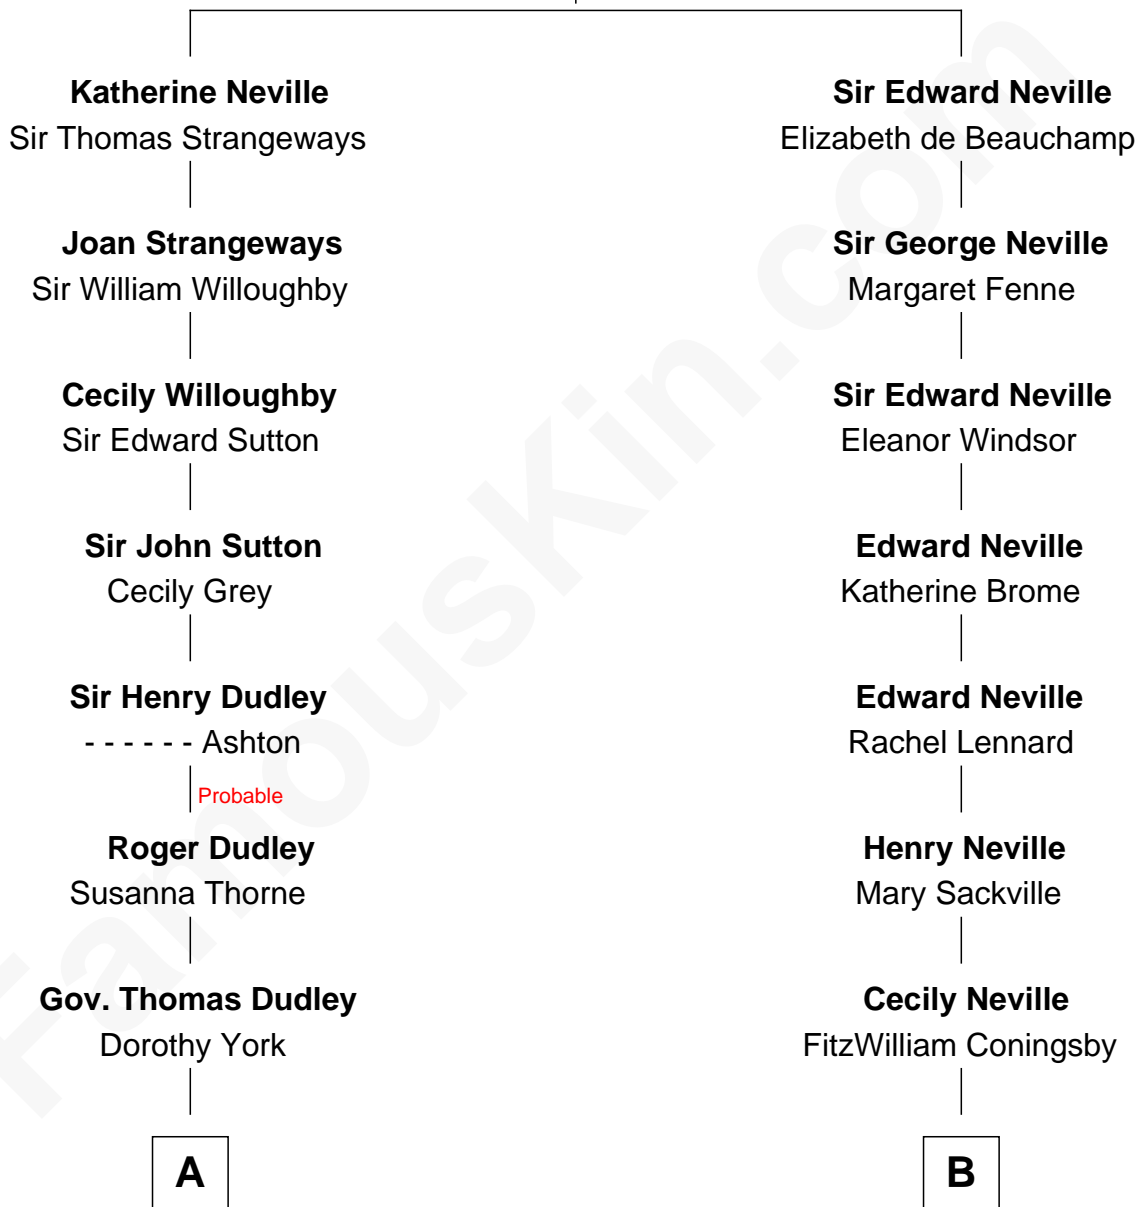 Katherine Neville
Sir Thomas Strangeways
Sir Edward Neville
Elizabeth de Beauchamp
Joan Strangeways
Sir William Willoughby
Sir George Neville
Margaret Fenne
Cecily Willoughby
Sir Edward Sutton
Sir Edward Neville
Eleanor Windsor
Sir John Sutton
Cecily Grey
Edward Neville
Katherine Brome
Sir Henry Dudley
- - - - - - Ashton
Edward Neville
Rachel Lennard
Probable
Roger Dudley
Susanna Thorne
Henry Neville
Mary Sackville
Gov. Thomas Dudley
Dorothy York
Cecily Neville
FitzWilliam Coningsby
A
B
FamousKin.com